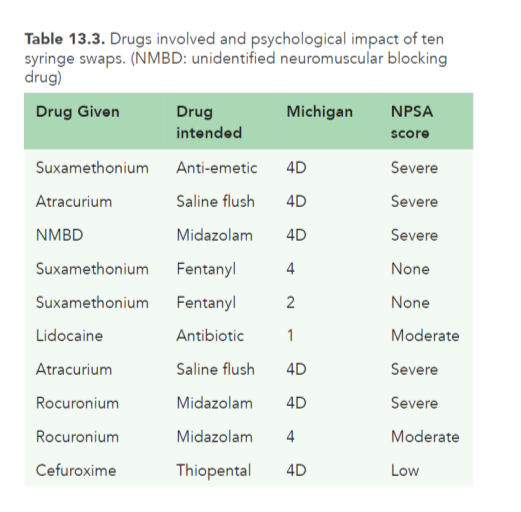 Table 13.3. Drugs involved and psychological impact of ten
syringe swaps. (NMBD: unidentified neuromuscular blocking
drug)
Drug Given Drug intended Michigan NPSA score
Suxamethonium Anti-emetic 4D Severe
Atracurium Saline flush 4D Severe
NMBD Midazolam 4D Severe
Suxamethonium Fentanyl 4 None
Suxamethonium Fentanyl 2 None
Lidocaine Antibiotic 1 Moderate
Atracurium Saline flush 4D Severe
Rocuronium Midazolam 4D Severe
Rocuronium Midazolam 4 Moderate
Cefuroxime Thiopental 4D Low